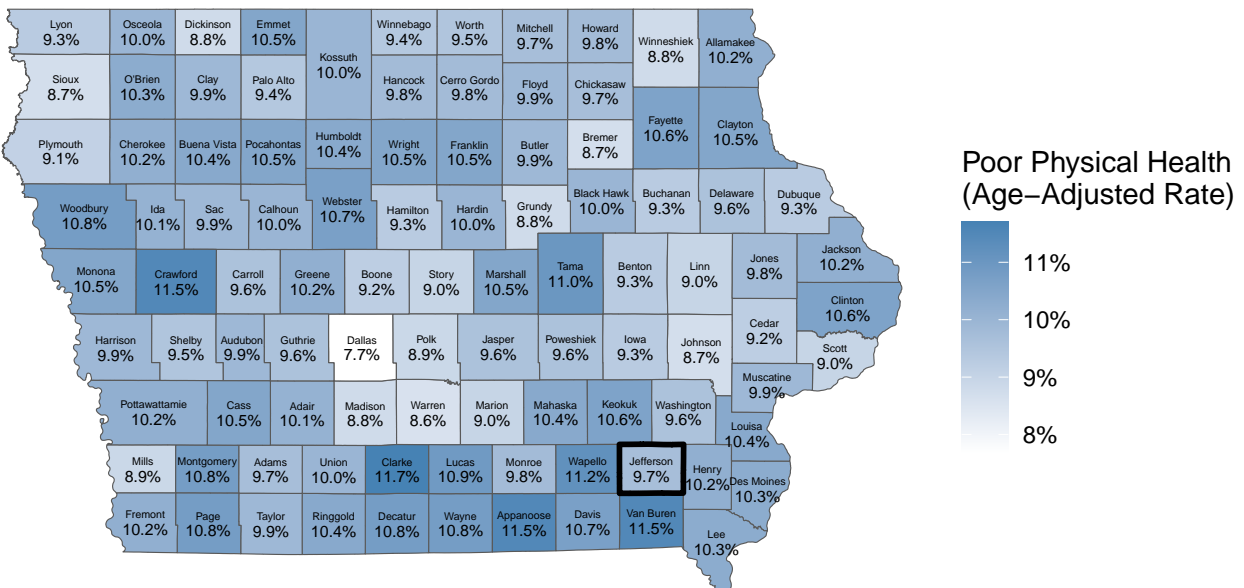 Lyon
9.3%
Osceola
10.0%
Dickinson
8.8%
Emmet
10.5%
Kossuth
10.0%
Winnebago
9.4%
Worth
9.5%
Mitchell
9.7%
Howard
9.8%
Winneshiek
8.8%
Allamakee
10.2%
Sioux
8.7%
O'Brien
10.3%
Clay
9.9%
Palo Alto
9.4%
Hancock
9.8%
Cerro Gordo
9.8%
Floyd
9.9%
Chickasaw
9.7%
Fayette
10.6%
Clayton
10.5%
Plymouth
9.1%
Cherokee
10.2%
Buena Vista
10.4%
Pocahontas
10.5%
Humboldt
10.4%
Wright
10.5%
Franklin
10.5%
Butler
9.9%
Bremer
8.7%
Woodbury
10.8%
Ida
10.1%
Sac
9.9%
Calhoun
10.0%
Webster
10.7%
Hamilton
9.3%
Hardin
10.0%
Grundy
8.8%
Black Hawk
10.0%
Buchanan
9.3%
Delaware
9.6%
Dubuque
9.3%
Monona
10.5%
Crawford
11.5%
Carroll
9.6%
Greene
10.2%
Boone
9.2%
Story
9.0%
Marshall
10.5%
Tama
11.0%
Benton
9.3%
Linn
9.0%
Jones
9.8%
Jackson
10.2%
Clinton
10.6%
Harrison
9.9%
Shelby
9.5%
Audubon
9.9%
Guthrie
9.6%
Dallas
7.7%
Polk
8.9%
Jasper
9.6%
Poweshiek
9.6%
Iowa
9.3%
Johnson
8.7%
Cedar
9.2%
Scott
9.0%
Muscatine
9.9%
Pottawattamie
10.2%
Cass
10.5%
Adair
10.1%
Madison
8.8%
Warren
8.6%
Marion
9.0%
Mahaska
10.4%
Keokuk
10.6%
Washington
9.6%
Louisa
10.4%
Mills
8.9%
Montgomery
10.8%
Adams
9.7%
Union
10.0%
Clarke
11.7%
Lucas
10.9%
Monroe
9.8%
Wapello
11.2%
Jefferson
9.7%
Henry
10.2%
Des Moines
10.3%
Fremont
10.2%
Page
10.8%
Taylor
9.9%
Ringgold
10.4%
Decatur
10.8%
Wayne
10.8%
Appanoose
11.5%
Davis
10.7%
Van Buren
11.5%
Lee
10.3%
Poor Physical Health
(Age−Adjusted Rate)
11%
10%
9%
8%